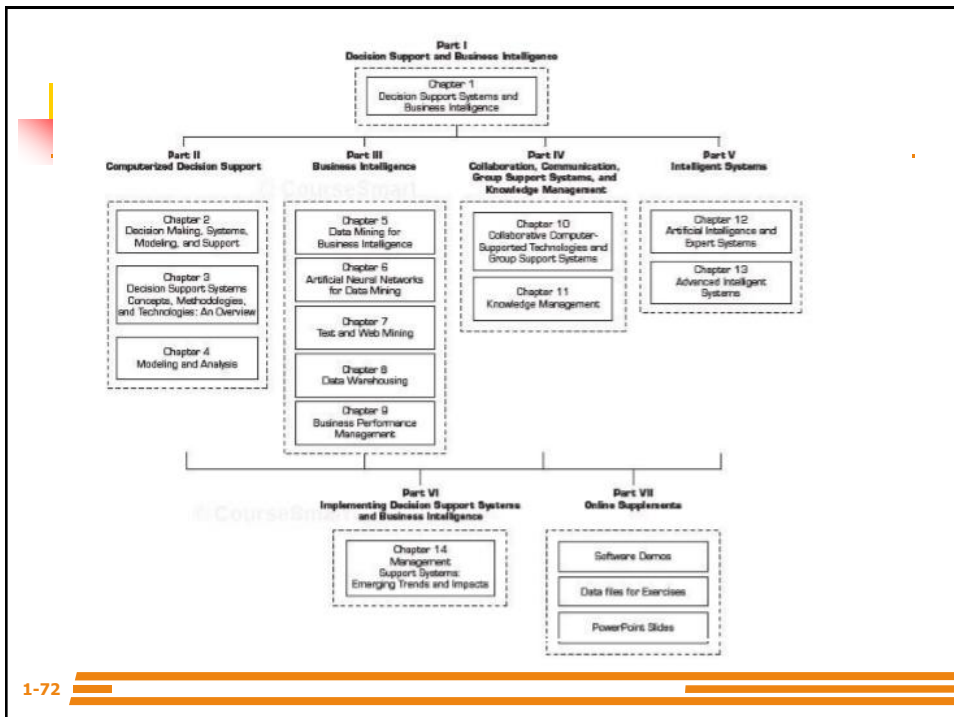 Part I
Decision Support and Business Intelligence
Chapter 1
Decision Support Systems and
Business Intelligence
Part II
Computerized Decision Support
Chapter 2
Decision Making, Systems,
Modeling, and Support
Chapter 3
Decision Support Systems
Concepts, Methodologies,
and Technologies: An Overview
Chapter 4
Modeling and Analysis
Part III
Business Intelligence
Chapter 5
Data Mining for
Business Intelligence
Chapter 6
Artificial Neural Networks
for Data Mining
Chapter 7
Text and Web Mining
Chapter 8
Data Warehousing
Chapter 9
Business Performance
Management
Part IV
Collaboration, Communication,
Group Support Systems, and
Knowledge Management
Chapter 10
Collaborative Computer-
Supported Technologies and
Group Support Systems
Chapter 11
Knowledge Management
Part V
Intelligent Systems
Chapter 12
Artificial Intelligence and
Expert Systems
Chapter 13
Advanced Intelligent
Systems
© CourseSmart
Part VI
Implementing Decision Support Systems
and Business Intelligence
Chapter 14
Management
Support Systems:
Emerging Trends and Impacts
Part VII
Online Supplements
Software Demos
Data files for Exercises
PowerPoint Slides
© CourseSmart
1-72